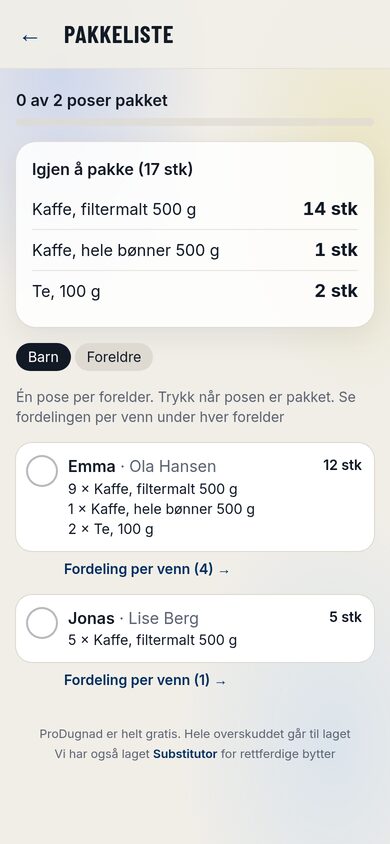 ← PAKKELISTE
0 av 2 poser pakket
Igjen å pakke (17 stk)
Kaffe, filtermalt 500 g 14 stk
Kaffe, hele bønner 500 g 1 stk
Te, 100 g 2 stk
Barn Foreldre
Én pose per forelder. Trykk når posen er pakket. Se
fordelingen per venn under hver forelder
Emma · Ola Hansen 12 stk
9 × Kaffe, filtermalt 500 g
1 × Kaffe, hele bønner 500 g
2 × Te, 100 g
Fordeling per venn (4) →
Jonas · Lise Berg 5 stk
5 × Kaffe, filtermalt 500 g
Fordeling per venn (1) →
ProDugnad er helt gratis. Hele overskuddet går til laget
Vi har også laget Substitutor for rettferdige bytter